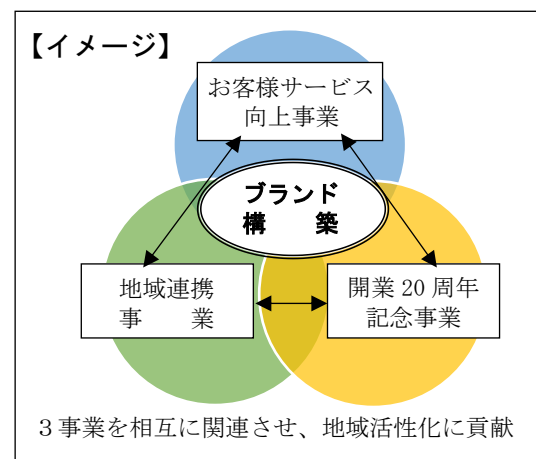 【イメージ】
お客様サービス
向上事業
ブランド
構　　築
地域連携
事　　業
開業 20 周年
記念事業
３事業を相互に関連させ、地域活性化に貢献